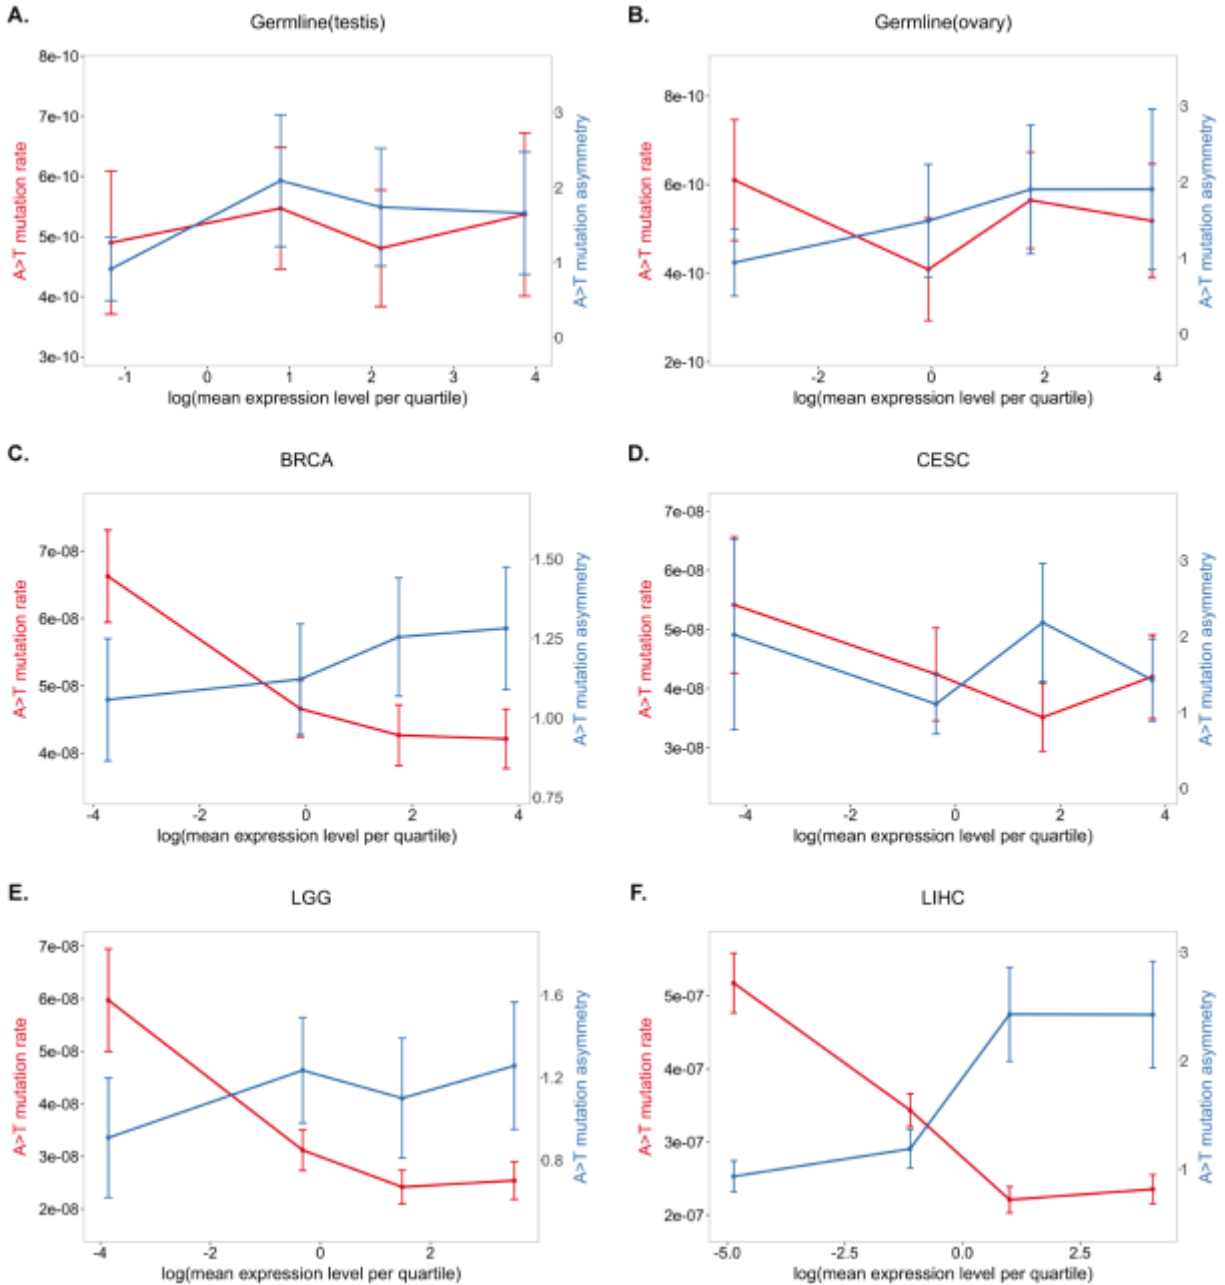 A.
Germline(testis)
8e-10
7e-10
6e-10
5e-10
4e-10
3e-10
A>T mutation rate
3
2
1
0
A>T mutation asymmetry
-1 0 1 2 3 4
log(mean expression level per quartile)
B.
Germline(ovary)
8e-10
6e-10
4e-10
2e-10
A>T mutation rate
3
2
1
0
A>T mutation asymmetry
-2 0 2 4
log(mean expression level per quartile)
C.
BRCA
7e-08
6e-08
5e-08
4e-08
A>T mutation rate
1.50
1.25
1.00
0.75
A>T mutation asymmetry
-4 -2 0 2 4
log(mean expression level per quartile)
D.
CESC
7e-08
6e-08
5e-08
4e-08
3e-08
A>T mutation rate
3
2
1
0
A>T mutation asymmetry
-4 -2 0 2 4
log(mean expression level per quartile)
E.
LGG
7e-08
6e-08
5e-08
4e-08
3e-08
2e-08
A>T mutation rate
1.6
1.2
0.8
A>T mutation asymmetry
-4 -2 0 2
log(mean expression level per quartile)
F.
LIHC
5e-07
4e-07
3e-07
2e-07
A>T mutation rate
3
2
1
A>T mutation asymmetry
-5.0 -2.5 0.0 2.5
log(mean expression level per quartile)